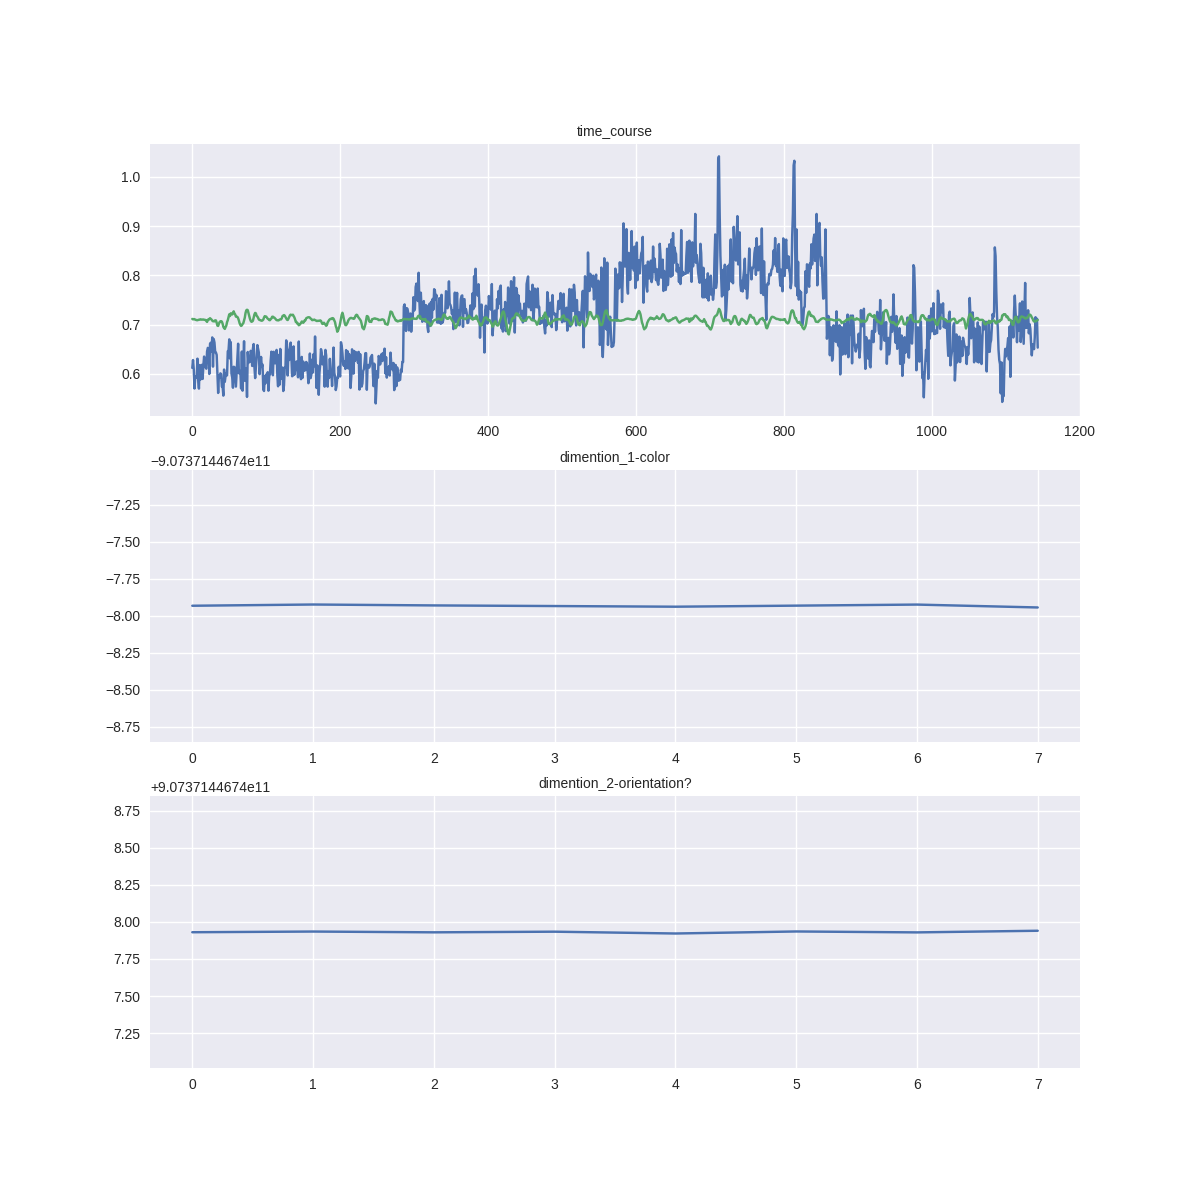 time_course
1.0
0.9
0.8
0.7
0.6
0 200 400 600 800 1000 1200
−9.0737144674e11
dimention_1-color
−7.25
−7.50
−7.75
−8.00
−8.25
−8.50
−8.75
0 1 2 3 4 5 6 7
+9.0737144674e11
dimention_2-orientation?
8.75
8.50
8.25
8.00
7.75
7.50
7.25
0 1 2 3 4 5 6 7